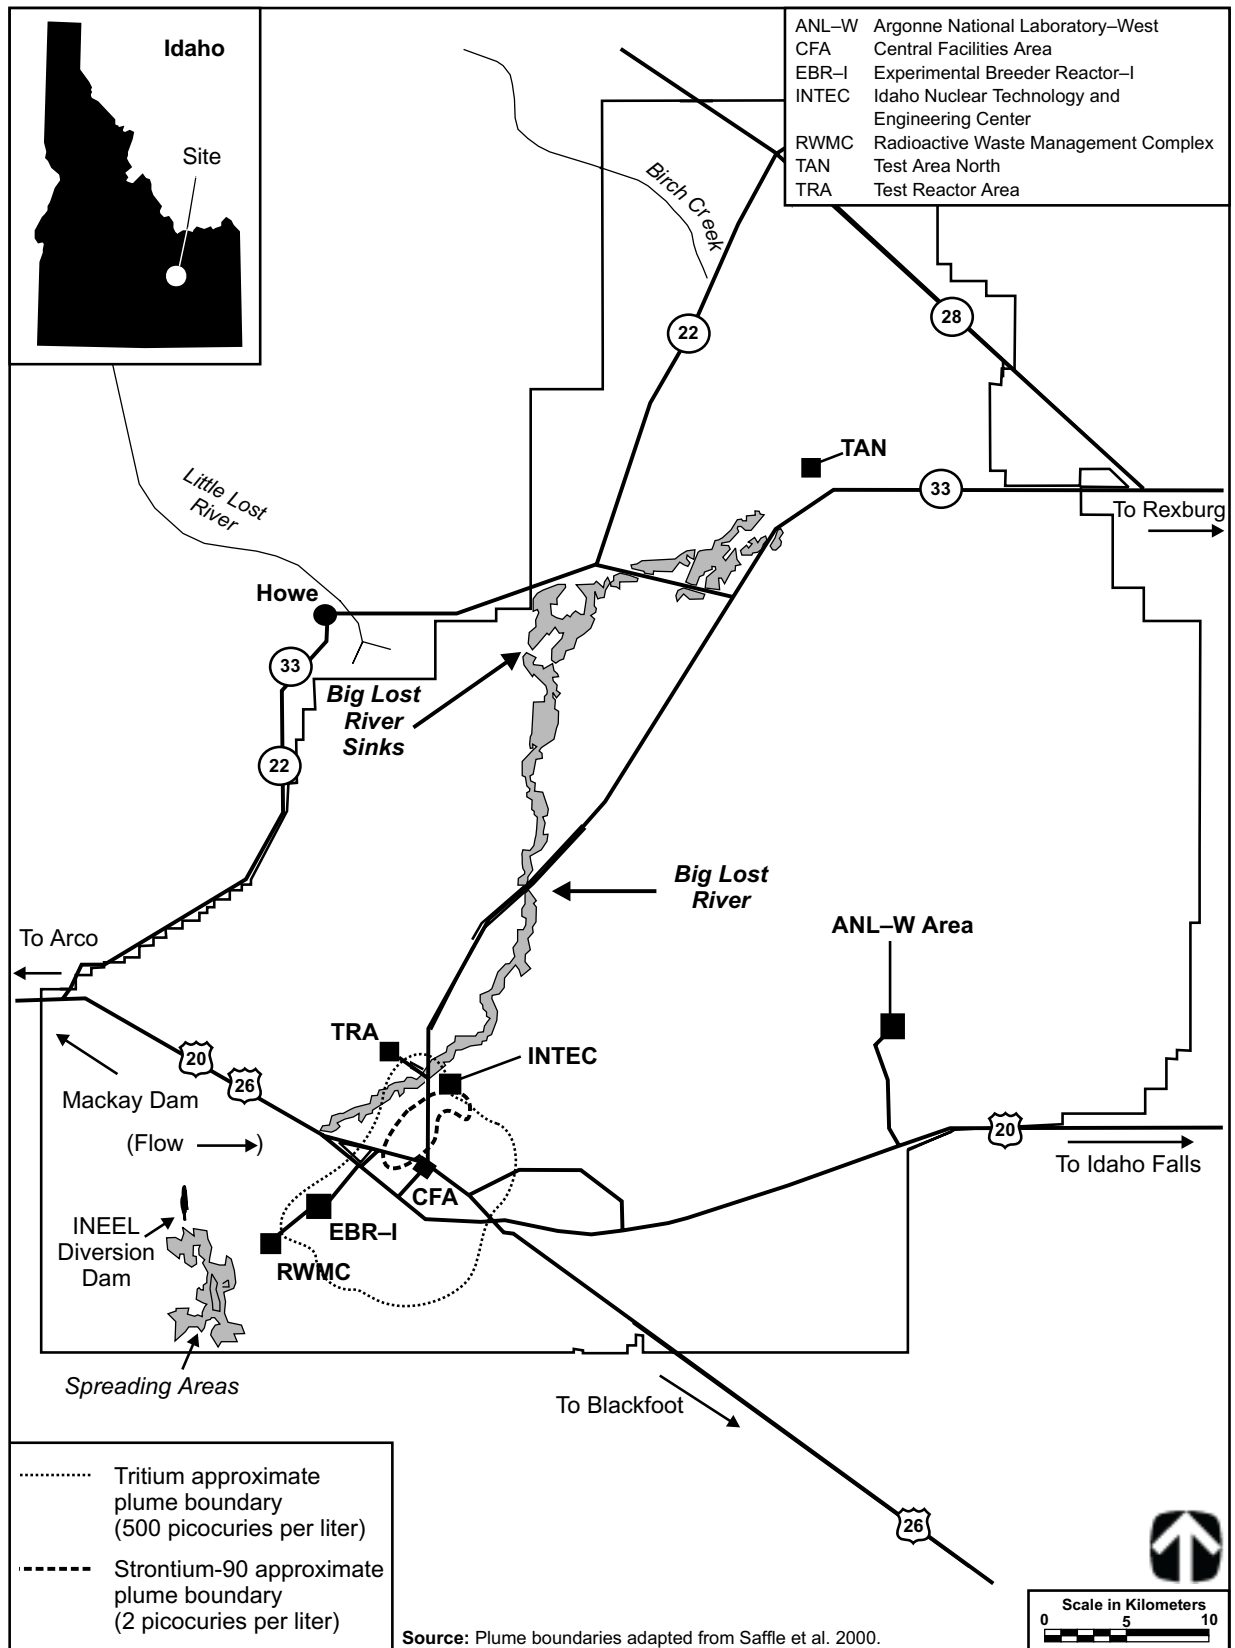 Idaho
Site
ANL–W Argonne National Laboratory–West
CFA Central Facilities Area
EBR–I Experimental Breeder Reactor–I
INTEC Idaho Nuclear Technology and
Engineering Center
RWMC Radioactive Waste Management Complex
TAN Test Area North
TRA Test Reactor Area
Birch Creek
22
28
TAN
33
To Rexburg
Little Lost
River
Howe
33
Big Lost
River
Sinks
22
Big Lost
River
ANL–W Area
To Arco
TRA
INTEC
20
26
Mackay Dam
(Flow )
20
To Idaho Falls
CFA
INEEL
Diversion
Dam
EBR–I
RWMC
Spreading Areas
To Blackfoot
26
Tritium approximate
plume boundary
(500 picocuries per liter)
Strontium-90 approximate
plume boundary
(2 picocuries per liter)
Scale in Kilometers
0 5 10
Source: Plume boundaries adapted from Saffle et al. 2000.